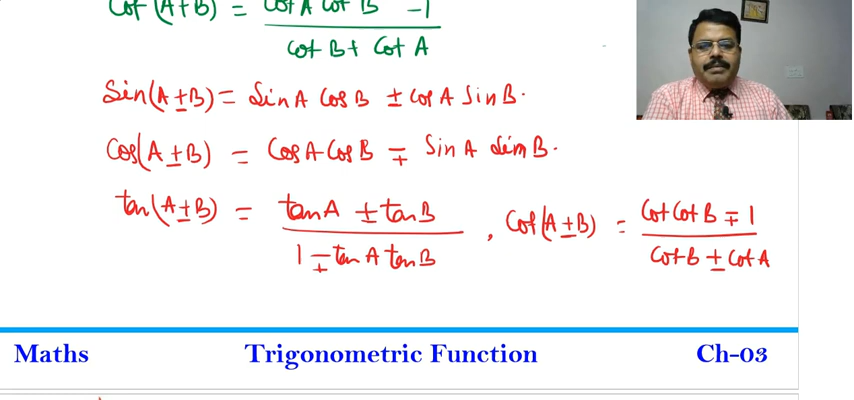 Cot (A+B) = Cot A Cot B - 1 / Cot B + Cot A
Sin(A ± B) = Sin A Cos B ± Cos A Sin B.
Cos(A ± B) = Cos A Cos B ∓ Sin A Sin B.
tan(A ± B) = tan A ± tan B / 1 ∓ tan A tan B , Cot(A ± B) = Cot Cot B ∓ 1 / Cot B ± Cot A
Maths Trigonometric Function Ch-03